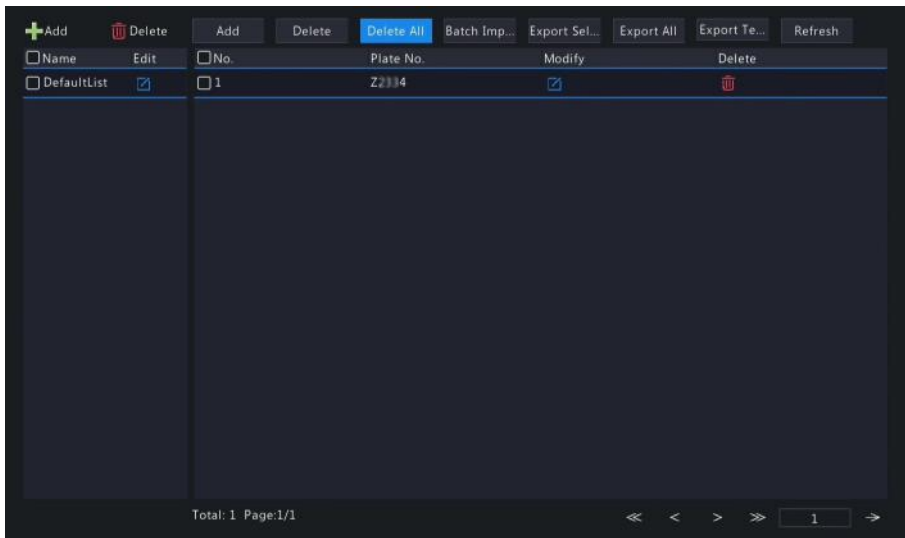 Add Delete Add Delete Delete All Batch Imp... Export Sel... Export All Export Te... Refresh
Name Edit No. Plate No. Modify Delete
DefaultList 1
Total: 1 Page:1/1 ≪ < > ≫ 1 →